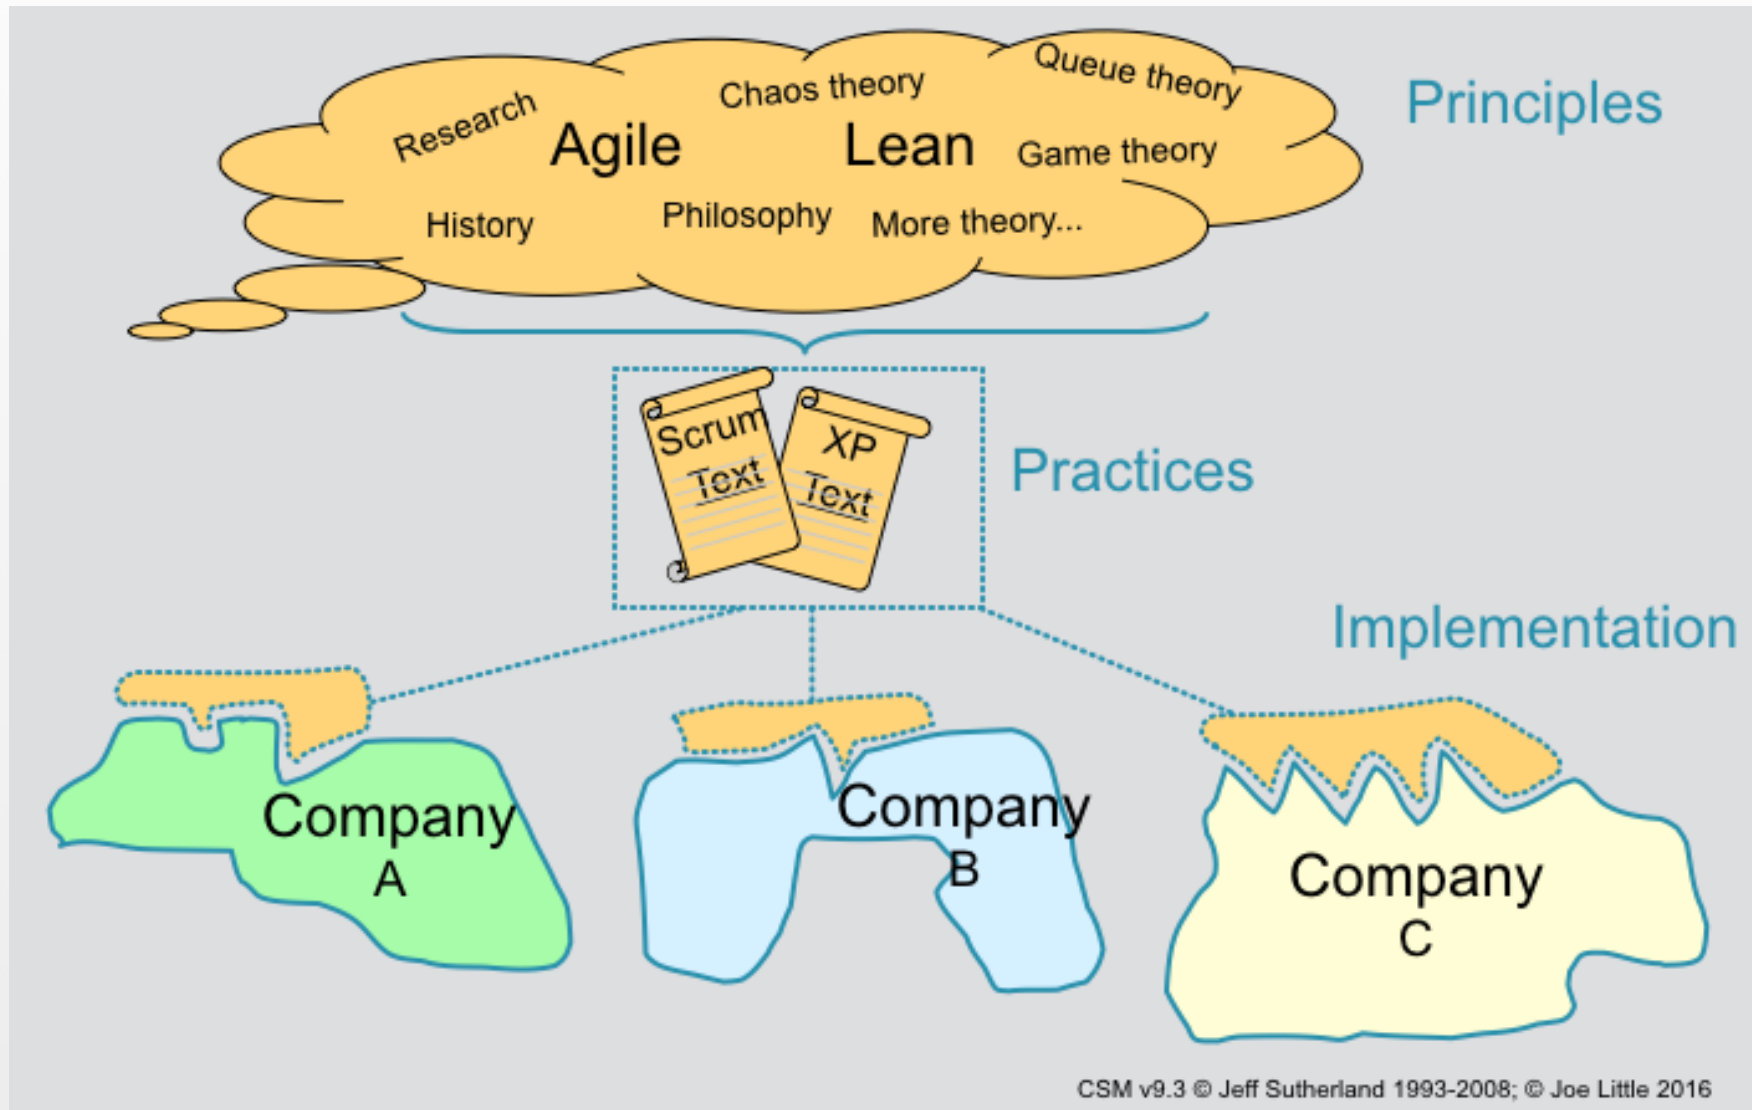 Principles
Queue theory
Chaos theory
Research
Agile
Lean
Game theory
History
Philosophy
More theory...
Scrum
Text
XP
Text
Practices
Implementation
Company
A
Company
B
Company
C
CSM v9.3 © Jeff Sutherland 1993-2008; © Joe Little 2016